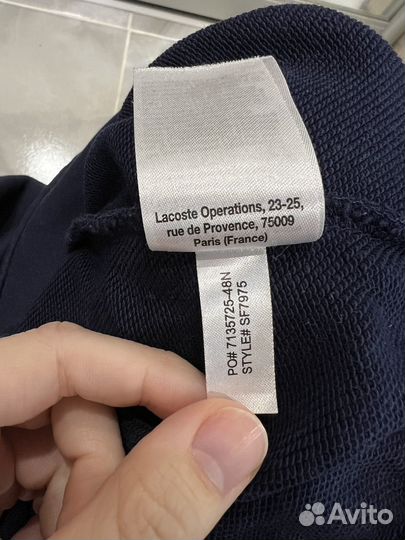 Lacoste Operations, 23-25,
rue de Provence, 75009
Paris (France)
PO# 7135725-48N
STYLE# SF7975
Avito